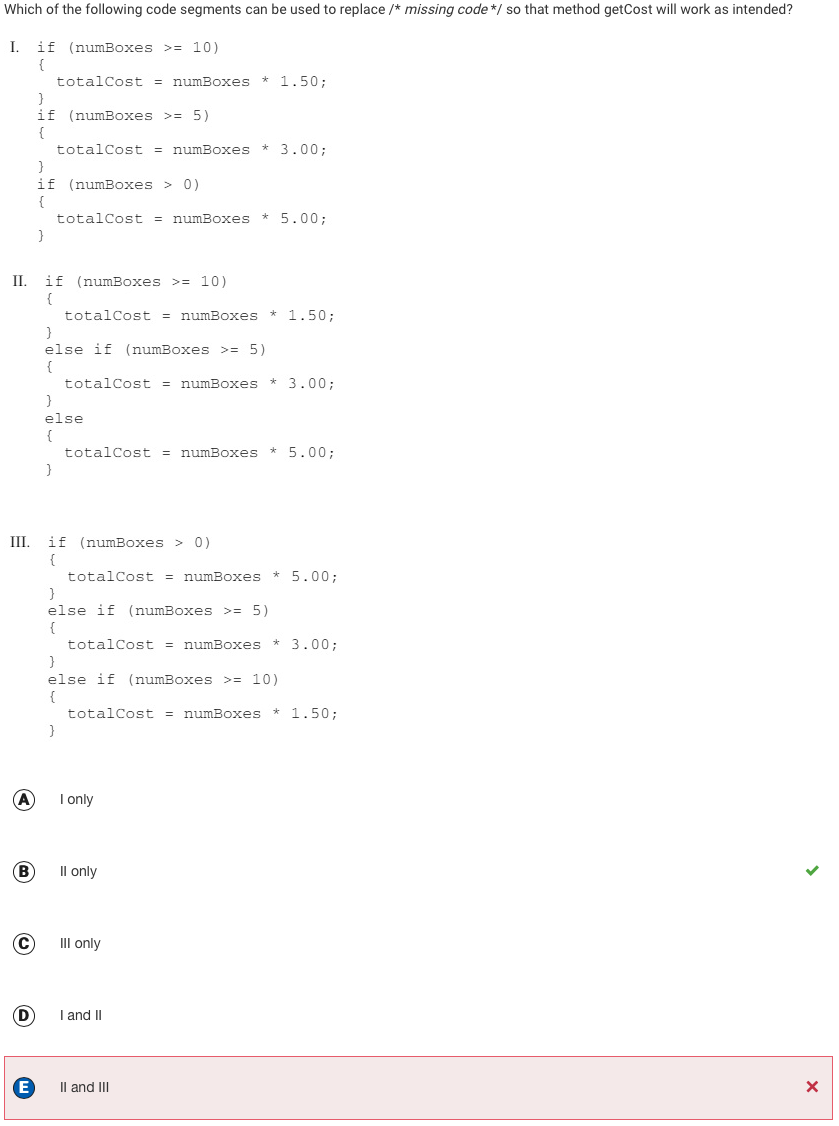 Which of the following code segments can be used to replace /* missing code */ so that method getCost will work as intended?
I. if (numBoxes >= 10)
{
totalCost = numBoxes * 1.50;
}
if (numBoxes >= 5)
{
totalCost = numBoxes * 3.00;
}
if (numBoxes > 0)
{
totalCost = numBoxes * 5.00;
}
II. if (numBoxes >= 10)
{
totalCost = numBoxes * 1.50;
}
else if (numBoxes >= 5)
{
totalCost = numBoxes * 3.00;
}
else
{
totalCost = numBoxes * 5.00;
}
III. if (numBoxes > 0)
{
totalCost = numBoxes * 5.00;
}
else if (numBoxes >= 5)
{
totalCost = numBoxes * 3.00;
}
else if (numBoxes >= 10)
{
totalCost = numBoxes * 1.50;
}
A I only
B II only
C III only
D I and II
E II and III